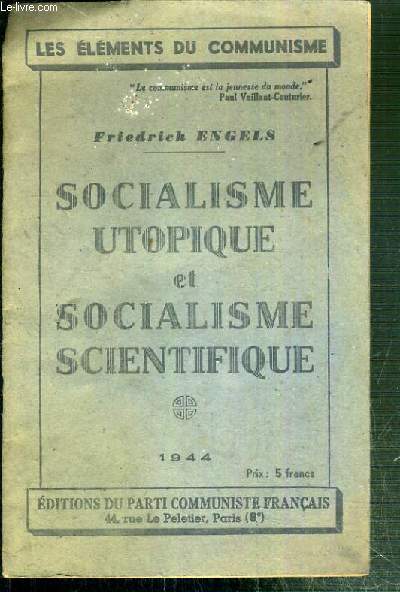 Le-livre.com
LES ÉLÉMENTS DU COMMUNISME
"Le communisme est la jeunesse du monde."
Paul Vaillant-Couturier.
Friedrich ENGELS
SOCIALISME
UTOPIQUE
et
SOCIALISME
SCIENTIFIQUE
1944
Prix : 5 francs
ÉDITIONS DU PARTI COMMUNISTE FRANÇAIS
44, rue Le Peletier, Paris (9e)